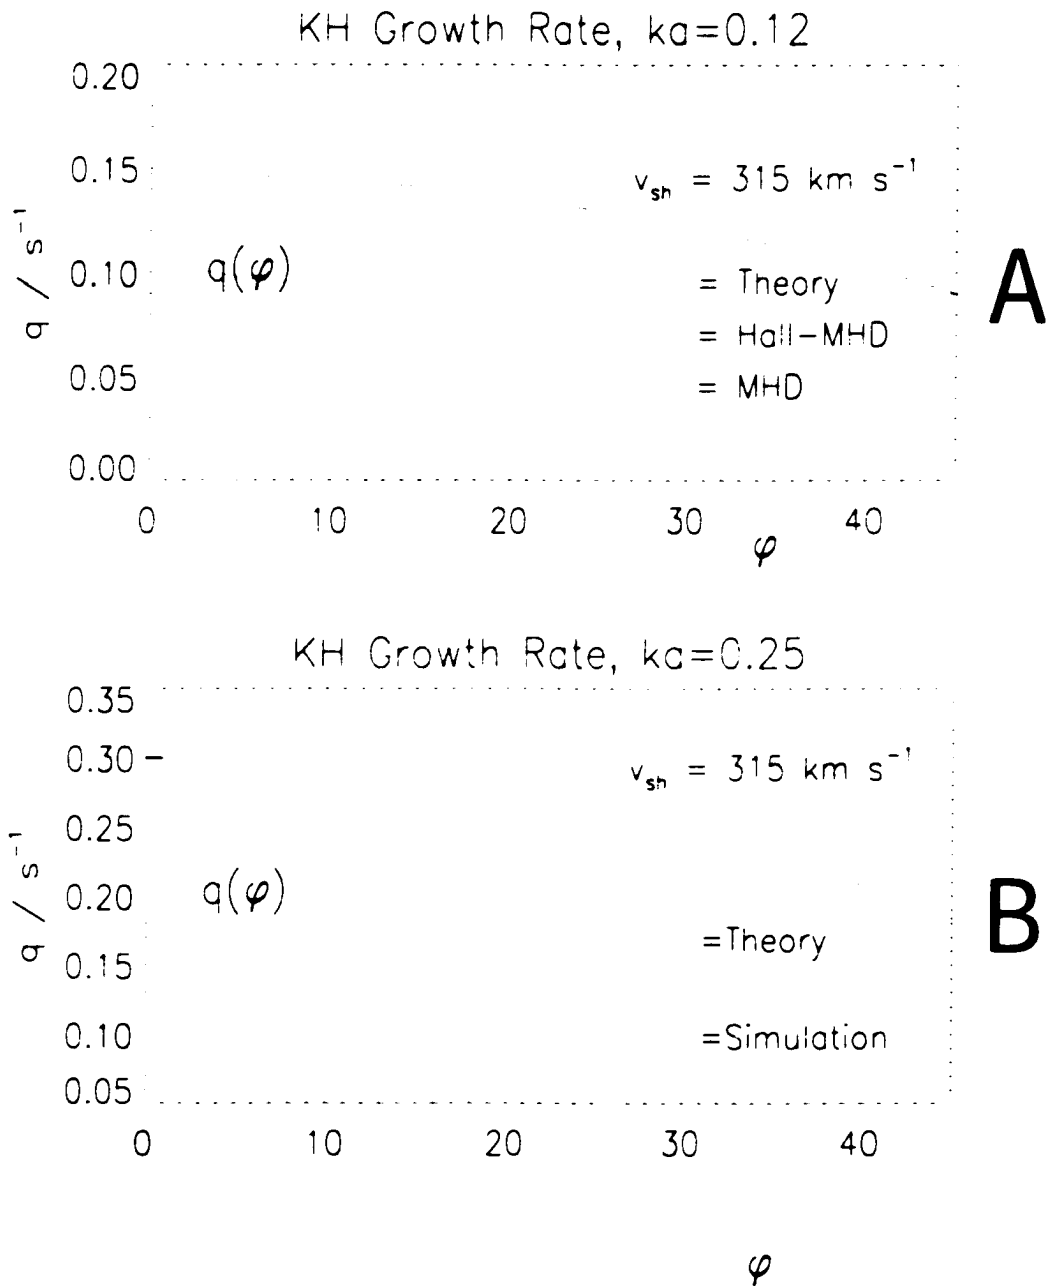 KH Growth Rate, ka=0.12
0.20
0.15
v_sh = 315 km s⁻¹
q / s⁻¹
0.10
q(φ)
= Theory
A
= Hall-MHD
0.05
= MHD
0.00
0 10 20 30 40
φ
KH Growth Rate, ka=0.25
0.35
0.30
v_sh = 315 km s⁻¹
0.25
q / s⁻¹
0.20
q(φ)
B
=Theory
0.15
0.10
=Simulation
0.05
0 10 20 30 40
φ